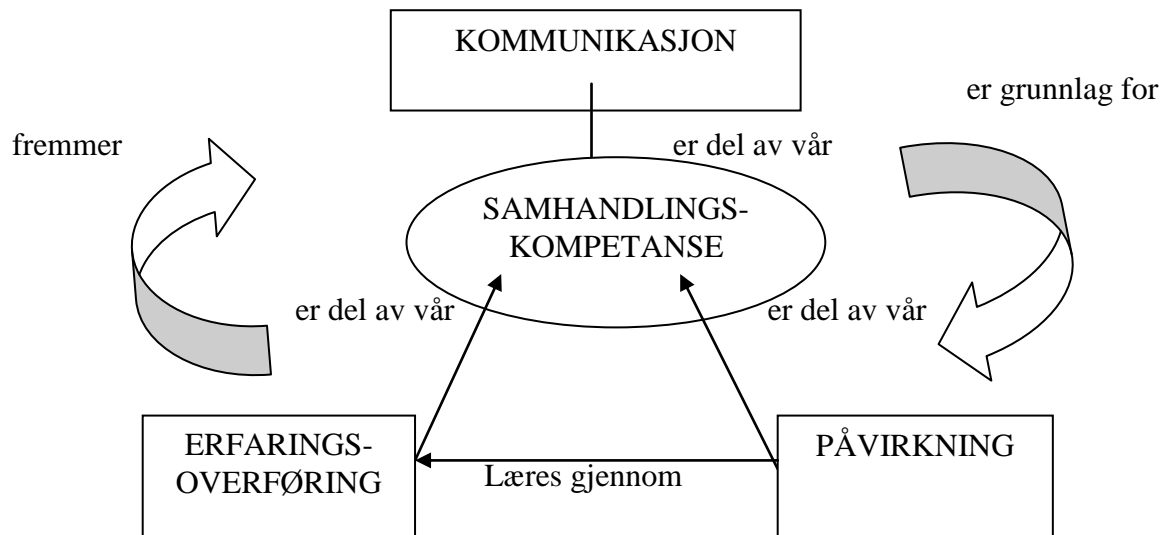 KOMMUNIKASJON
er grunnlag for
fremmer
er del av vår
SAMHANDLINGS-
KOMPETANSE
er del av vår
er del av vår
ERFARINGS-
OVERFØRING
Læres gjennom
PÅVIRKNING